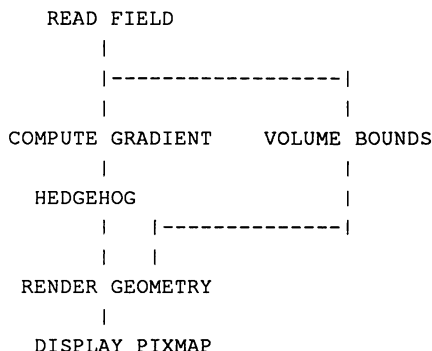 READ FIELD
COMPUTE GRADIENT VOLUME BOUNDS
HEDGEHOG
RENDER GEOMETRY
DISPLAY PIXMAP